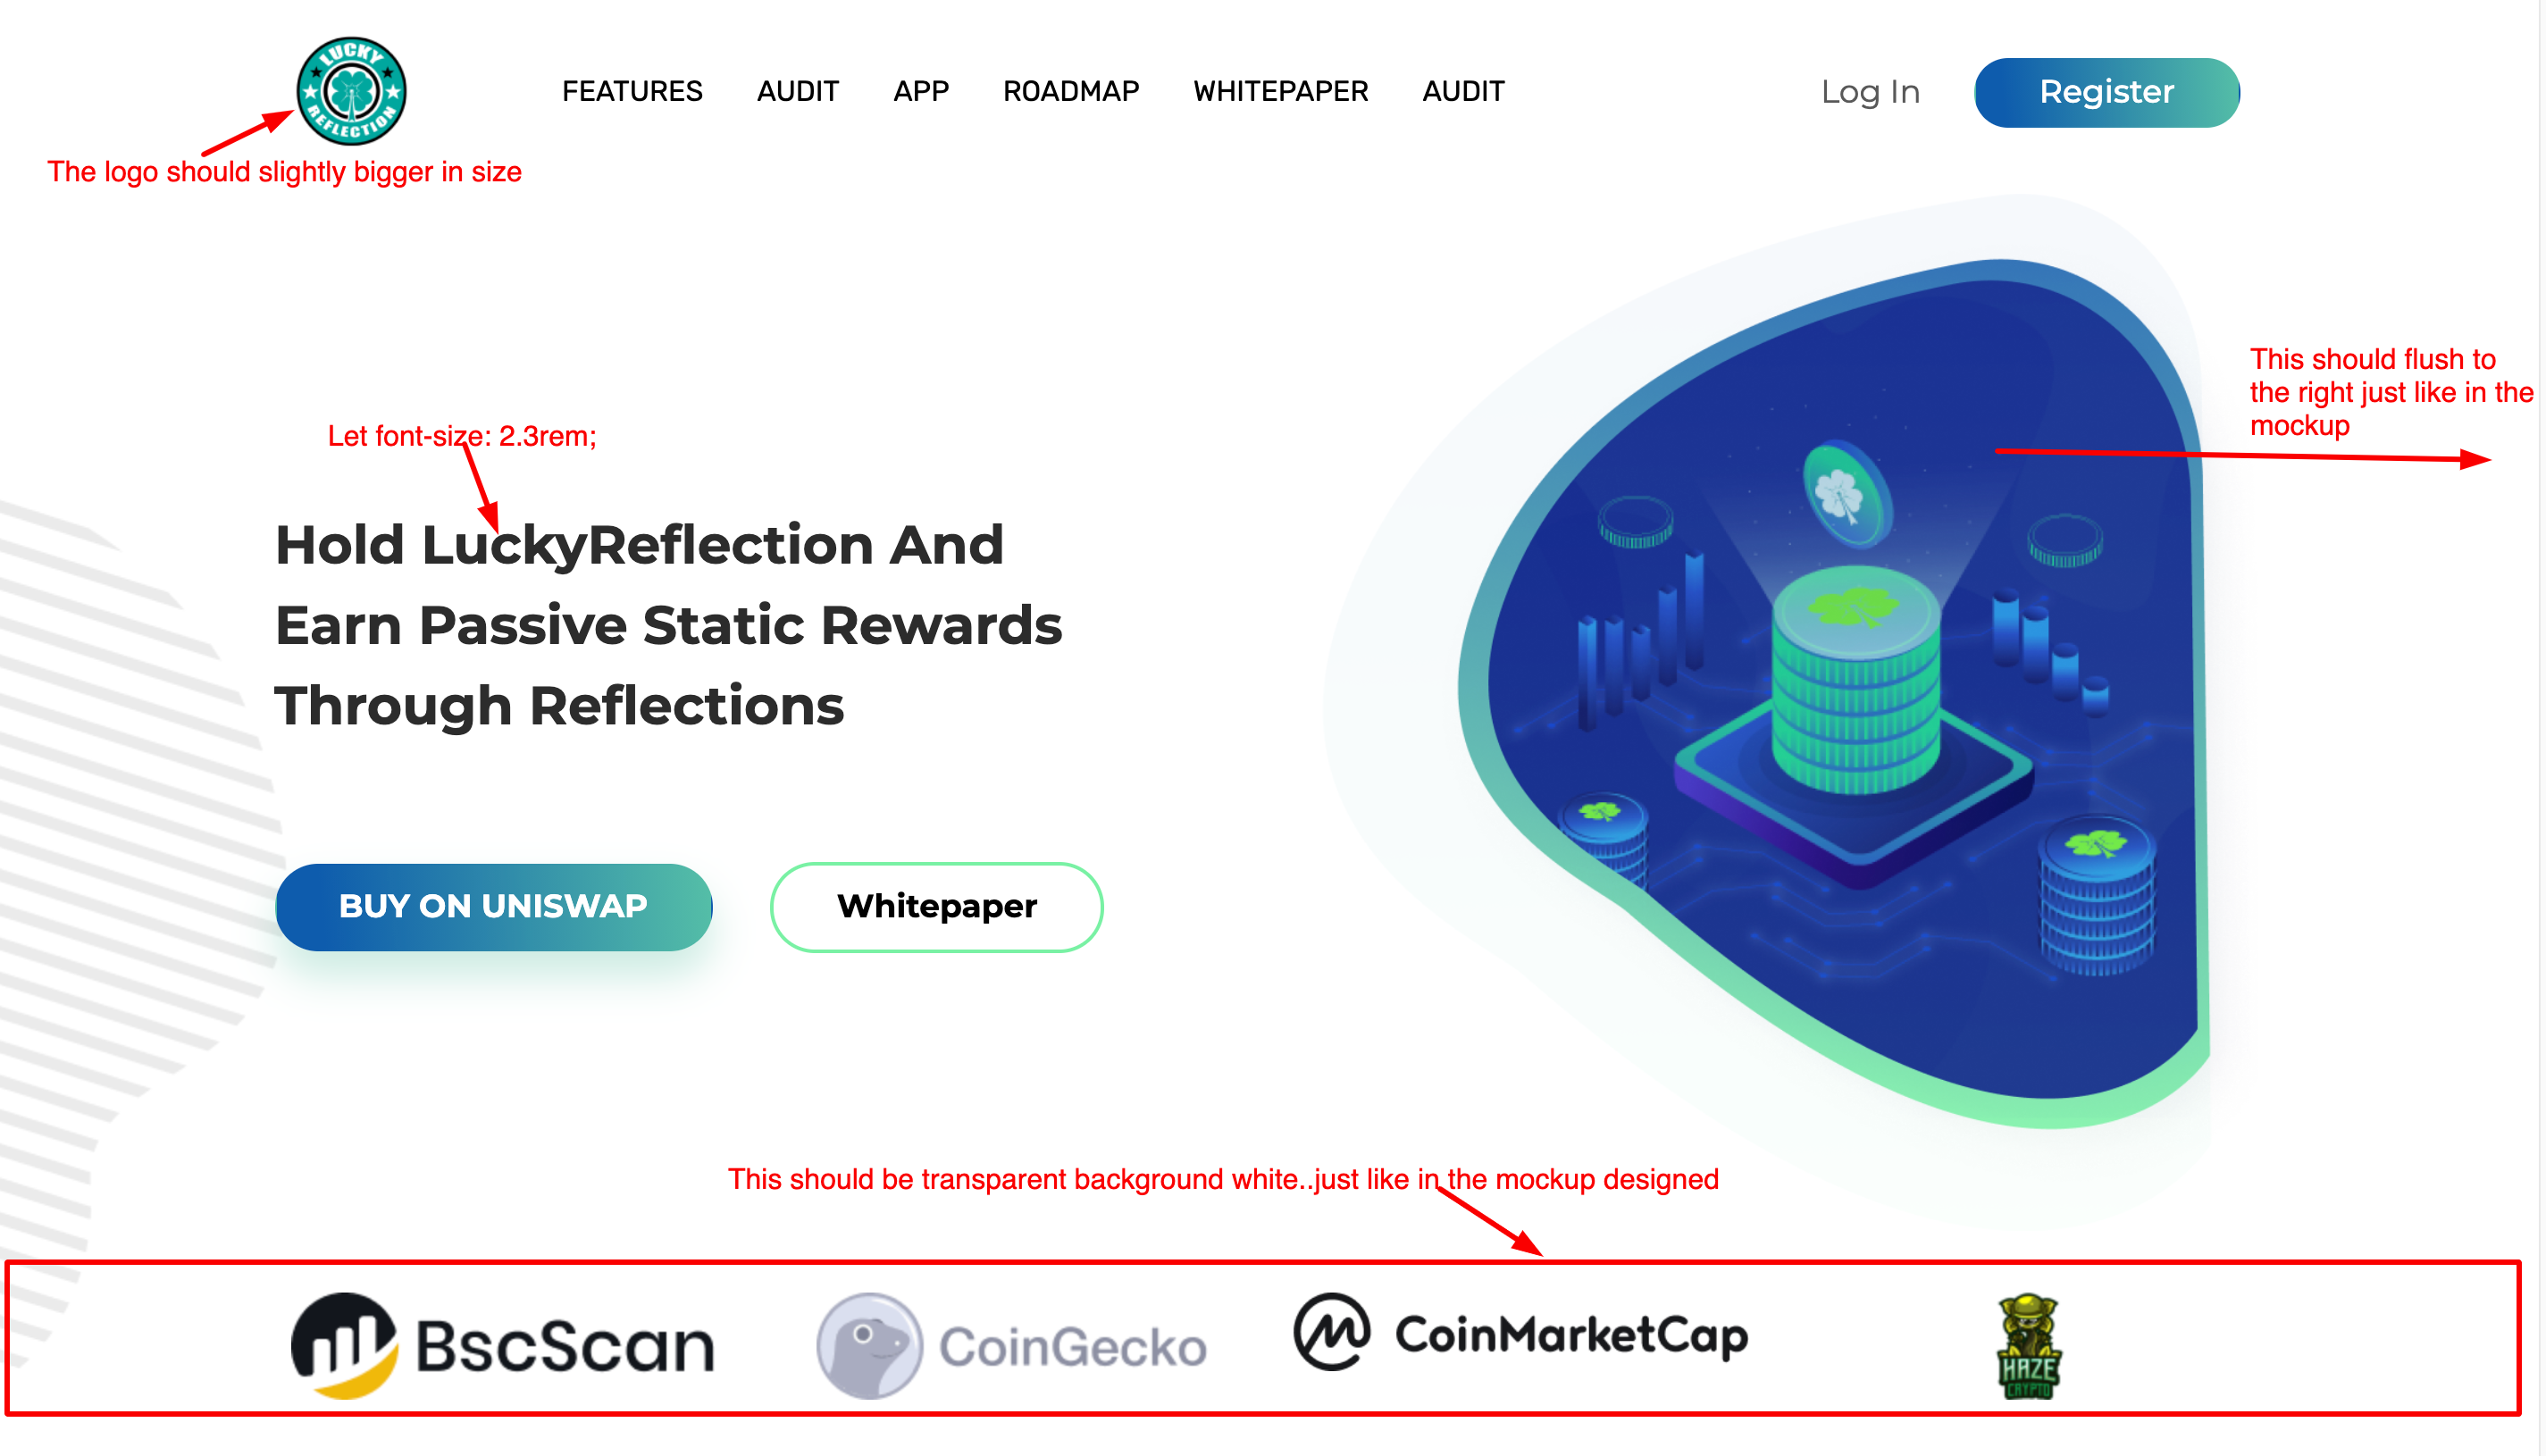 LUCKY
REFLECTION
FEATURES AUDIT APP ROADMAP WHITEPAPER AUDIT
Log In Register
The logo should slightly bigger in size
This should flush to
the right just like in the
mockup
Let font-size: 2.3rem;
Hold LuckyReflection And
Earn Passive Static Rewards
Through Reflections
BUY ON UNISWAP Whitepaper
This should be transparent background white..just like in the mockup designed
BscScan CoinGecko CoinMarketCap
HAZE
CRYPTO